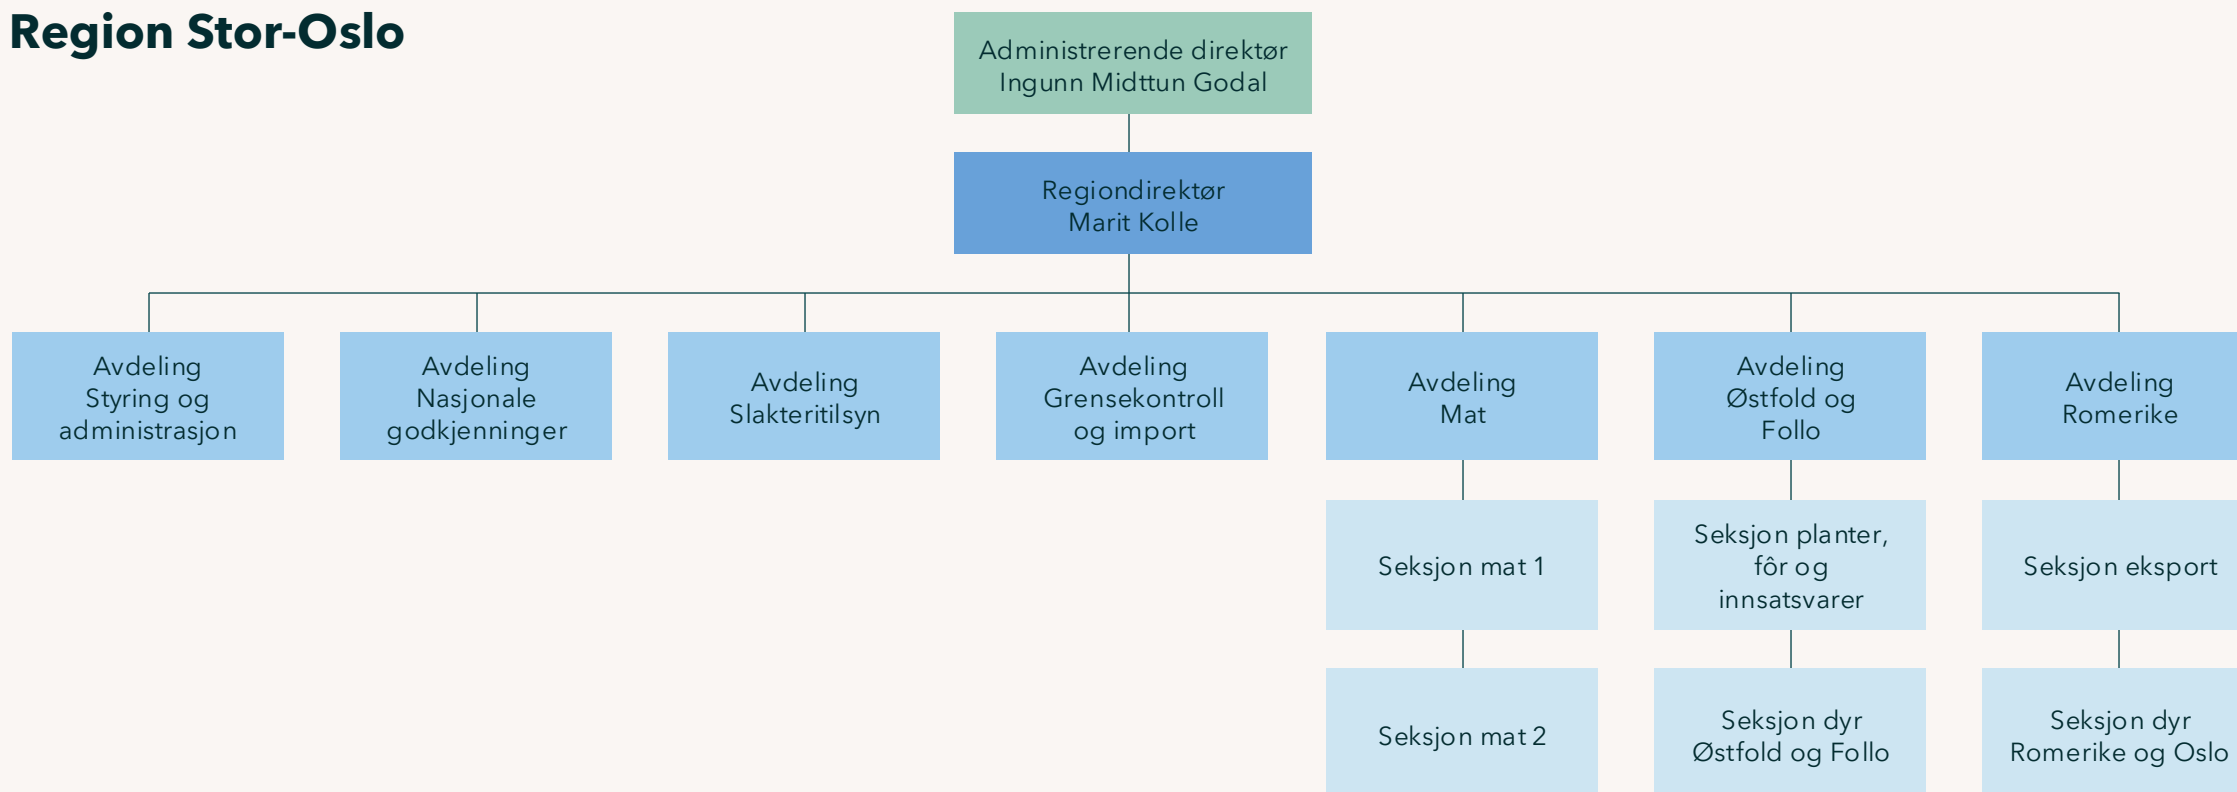 Region Stor-Oslo
Administrerende direktør
Ingunn Midttun Godal
Regiondirektør
Marit Kolle
Avdeling
Styring og
administrasjon
Avdeling
Nasjonale
godkjenninger
Avdeling
Slakteritilsyn
Avdeling
Grensekontroll
og import
Avdeling
Mat
Avdeling
Østfold og
Follo
Avdeling
Romerike
Seksjon mat 1
Seksjon planter,
fôr og
innsatsvarer
Seksjon eksport
Seksjon mat 2
Seksjon dyr
Østfold og Follo
Seksjon dyr
Romerike og Oslo